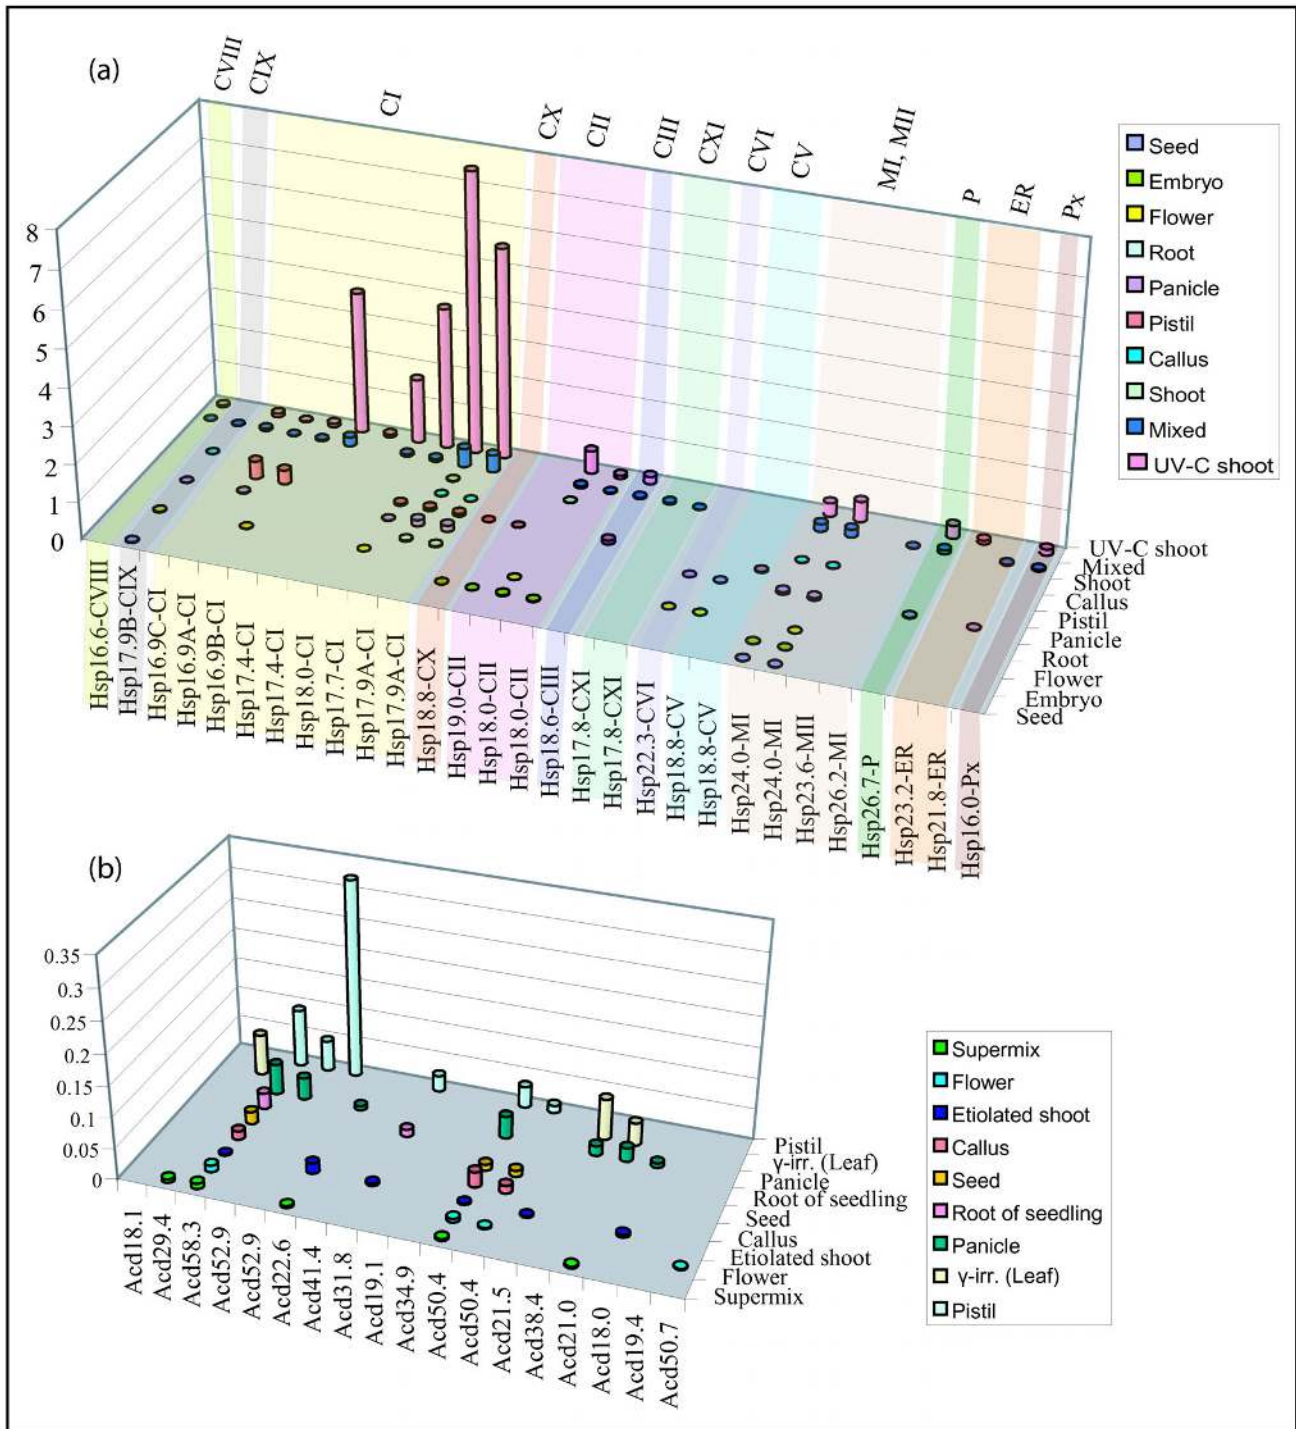 (a)
CVIII
CIX
CI
CX
CII
CIII
CXI
CVI
CV
MI, MII
P
ER
Px
8
7
6
5
4
3
2
1
0
Seed
Embryo
Flower
Root
Panicle
Pistil
Callus
Shoot
Mixed
UV-C shoot
UV-C shoot
Mixed
Shoot
Callus
Pistil
Panicle
Root
Flower
Embryo
Seed
Hsp16.6-CVIII
Hsp17.9B-CIX
Hsp16.9C-CI
Hsp16.9A-CI
Hsp16.9B-CI
Hsp17.4-CI
Hsp17.4-CI
Hsp18.0-CI
Hsp17.7-CI
Hsp17.9A-CI
Hsp17.9A-CI
Hsp18.8-CX
Hsp19.0-CII
Hsp18.0-CII
Hsp18.0-CII
Hsp18.6-CIII
Hsp17.8-CXI
Hsp17.8-CXI
Hsp22.3-CVI
Hsp18.8-CV
Hsp18.8-CV
Hsp24.0-MI
Hsp24.0-MI
Hsp23.6-MII
Hsp26.2-MI
Hsp26.7-P
Hsp23.2-ER
Hsp21.8-ER
Hsp16.0-Px
(b)
0.35
0.3
0.25
0.2
0.15
0.1
0.05
0
Pistil
γ-irr. (Leaf)
Panicle
Root of seedling
Seed
Callus
Etiolated shoot
Flower
Supermix
Supermix
Flower
Etiolated shoot
Callus
Seed
Root of seedling
Panicle
γ-irr. (Leaf)
Pistil
Acd18.1
Acd29.4
Acd58.3
Acd52.9
Acd52.9
Acd22.6
Acd41.4
Acd31.8
Acd19.1
Acd34.9
Acd50.4
Acd50.4
Acd21.5
Acd38.4
Acd21.0
Acd18.0
Acd19.4
Acd50.7